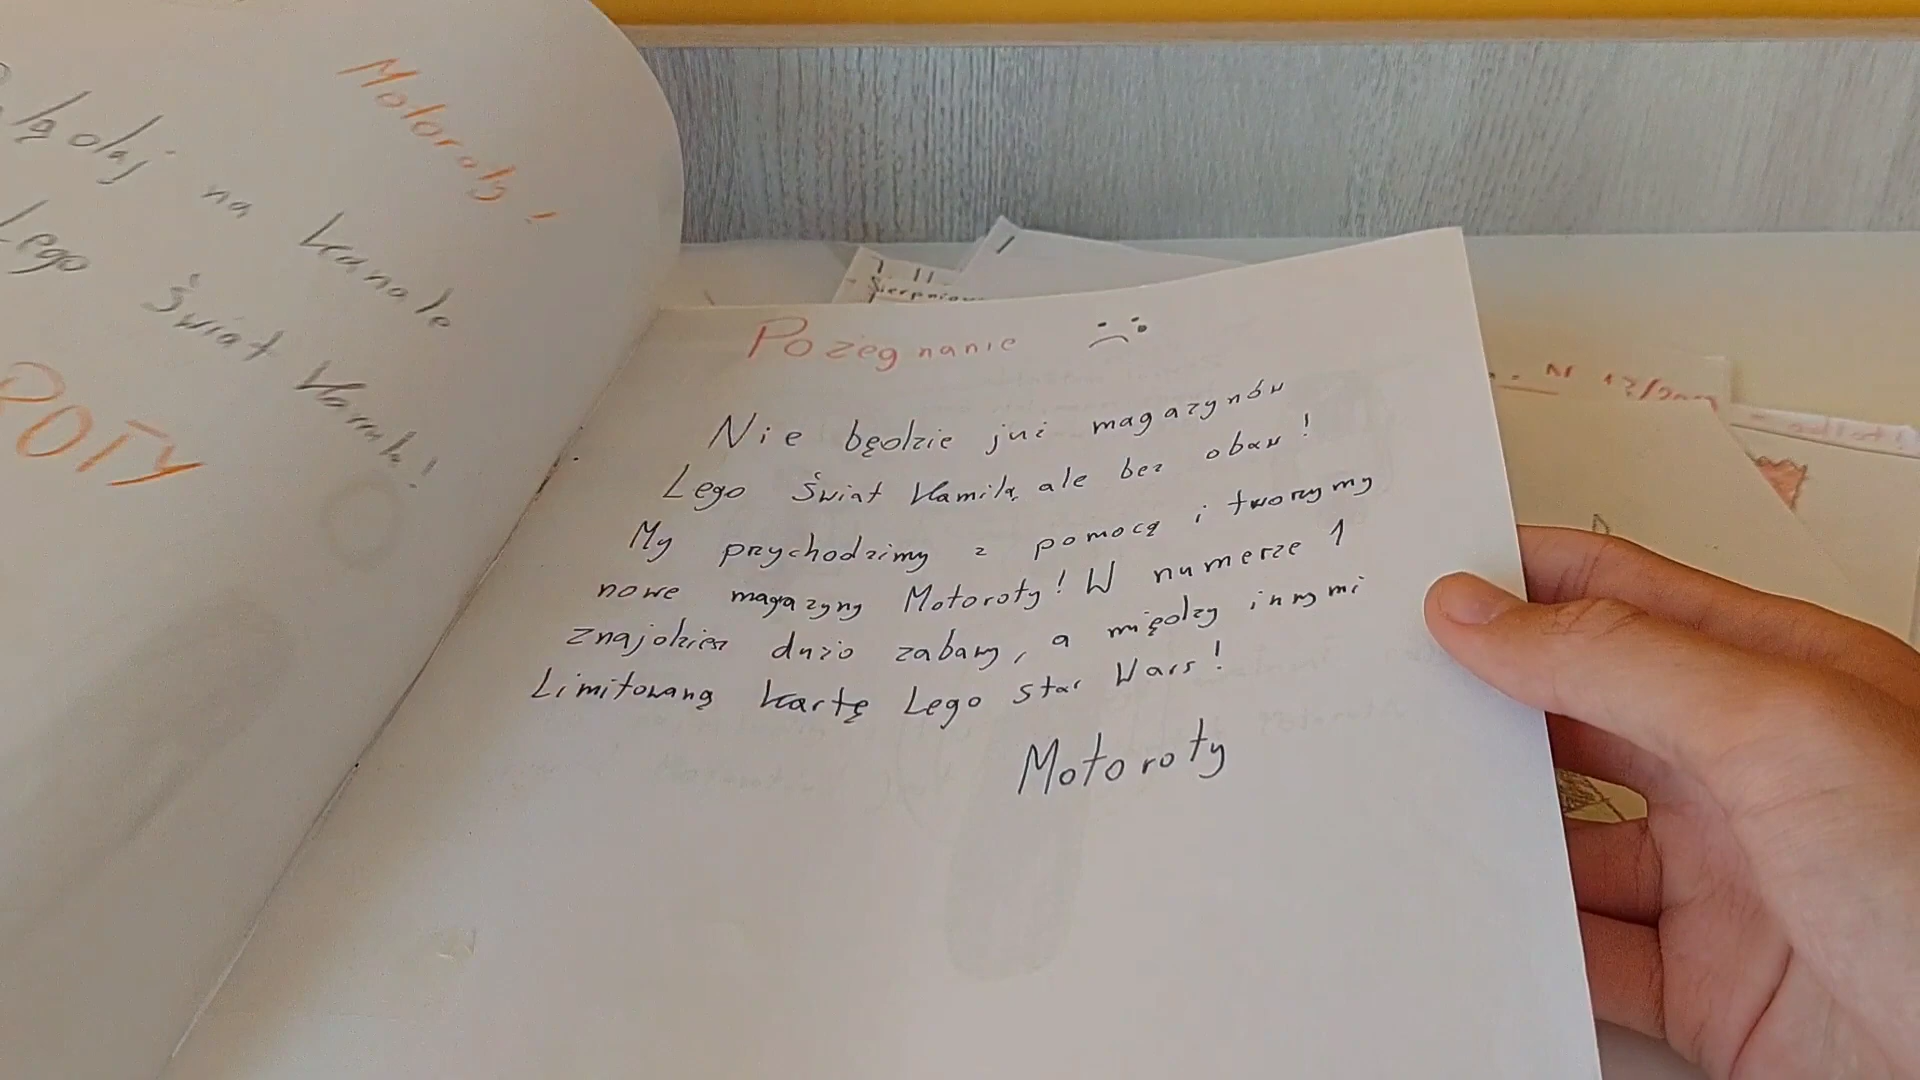 Motoroty!
na kanale
Lego Świat Kamila!
ROTY
Sierpniow
Pożegnanie
Nie będzie już magazynów
Lego Świat Kamila, ale bez obaw!
My przychodzimy z pomocą i tworzymy
nowe magazyny Motoroty! W numerze 1
znajdziesz dużo zabawy, a między innymi
Limitowaną kartę Lego Star Wars!
Motoroty